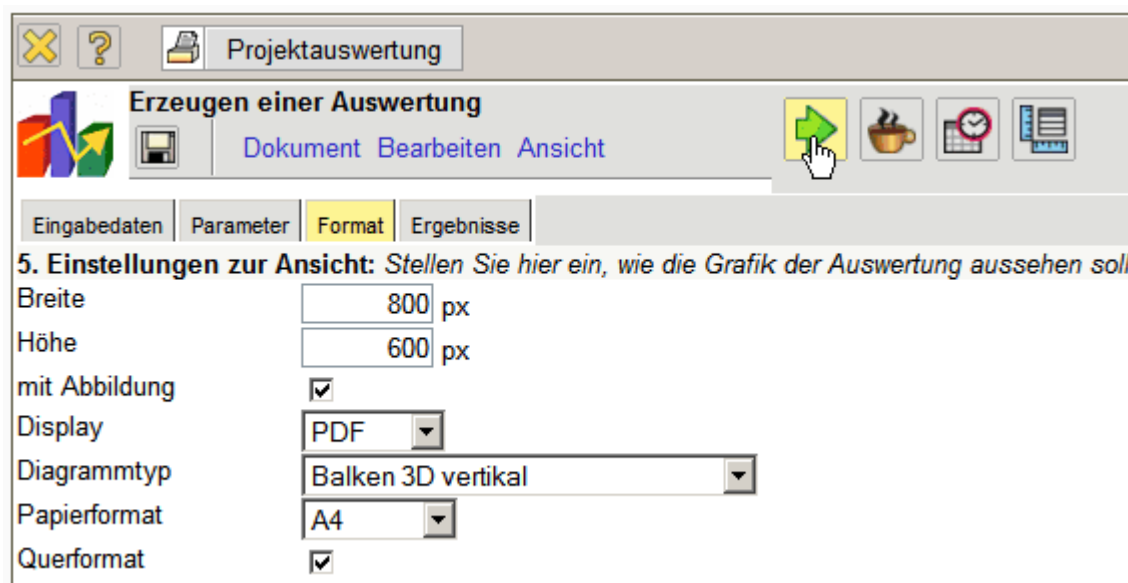 Projektauswertung
Erzeugen einer Auswertung
Dokument Bearbeiten Ansicht
Eingabedaten Parameter Format Ergebnisse
5. Einstellungen zur Ansicht: Stellen Sie hier ein, wie die Grafik der Auswertung aussehen soll
Breite 800 px
Höhe 600 px
mit Abbildung
Display PDF
Diagrammtyp Balken 3D vertikal
Papierformat A4
Querformat